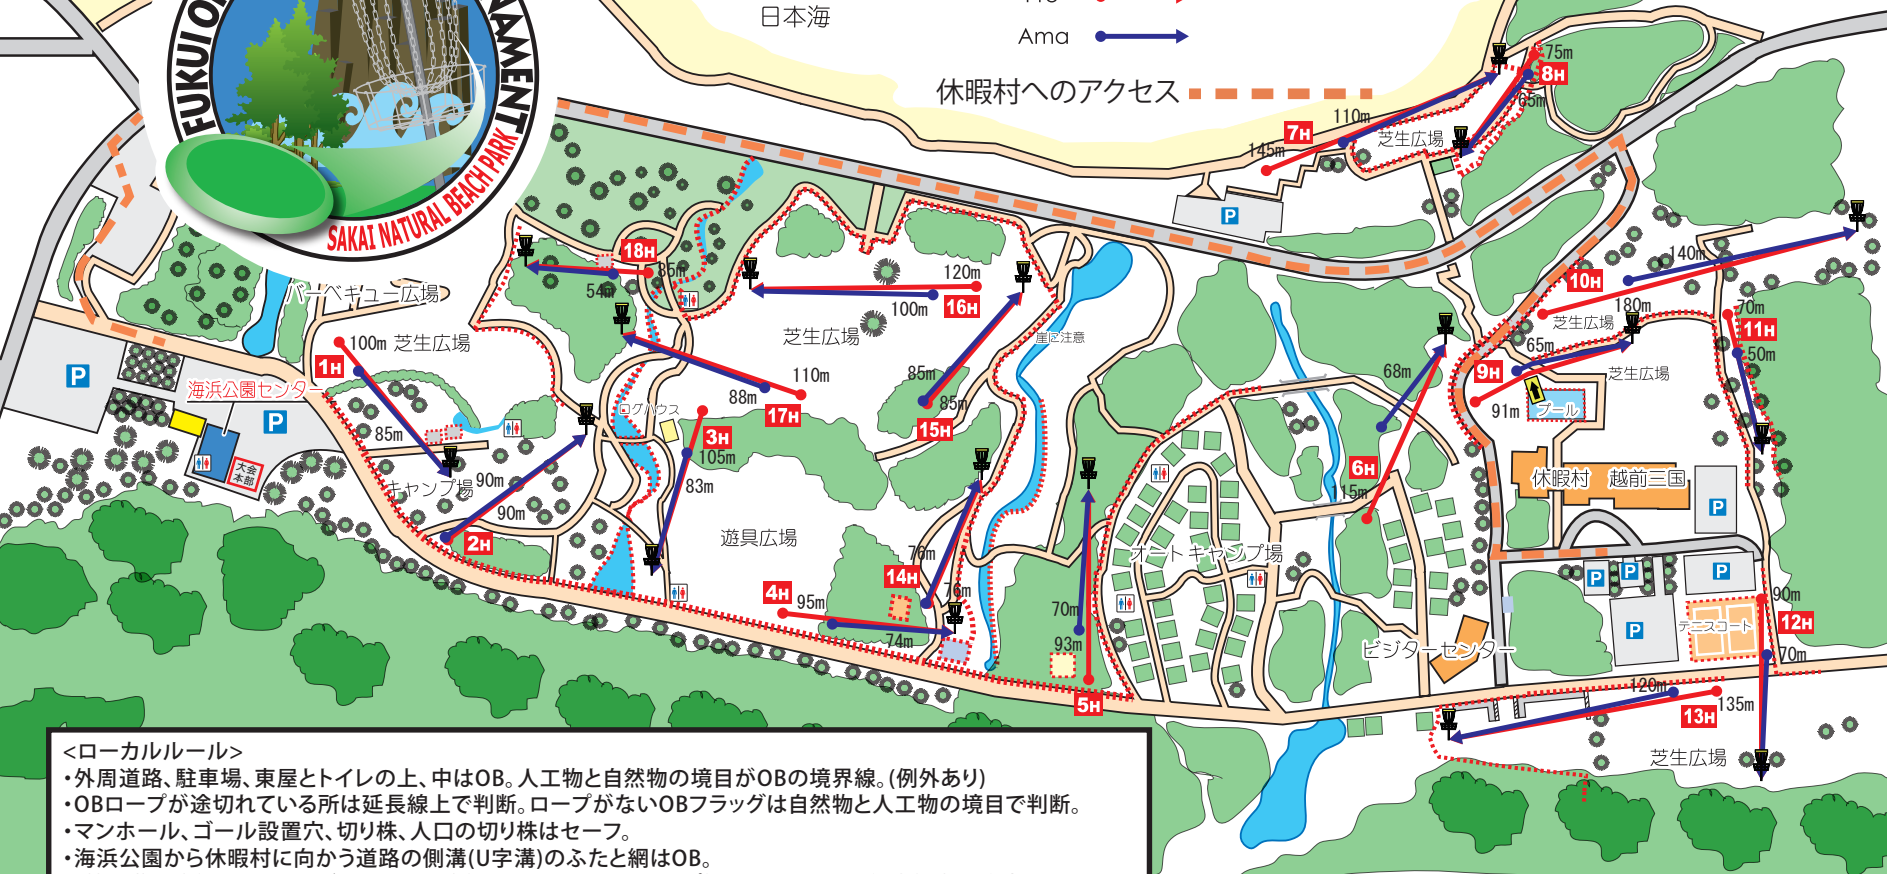 FUKUI O
NAMENT
SAKAI NATURAL BEACH PARK
日本海
Ama
休暇村へのアクセス
75m
8H
65m
110m
7H
145m
芝生広場
P
18H
85m
54m
120m
100m
16H
芝生広場
崖に注意
バーベキュー広場
100m
芝生広場
1H
海浜公園センター
P
P
大会
本部
85m
キャンプ場
90m
90m
2H
ログハウス
3H
105m
83m
110m
88m
17H
85m
85m
15H
遊具広場
4H
95m
74m
14H
76m
76m
70m
93m
5H
オートキャンプ場
68m
6H
115m
140m
10H
180m
芝生広場
70m
11H
50m
65m
9H
91m
芝生広場
プール
休暇村 越前三国
P
P
P
P
P
90m
テニスコート
12H
70m
ビジターセンター
120m
135m
13H
芝生広場
<ローカルルール>
・外周道路、駐車場、東屋とトイレの上、中はOB。人工物と自然物の境目がOBの境界線。(例外あり)
・OBロープが途切れている所は延長線上で判断。ロープがないOBフラッグは自然物と人工物の境目で判断。
・マンホール、ゴール設置穴、切り株、人口の切り株はセーフ。
・海浜公園から休暇村に向かう道路の側溝(U字溝)のふたと網はOB。